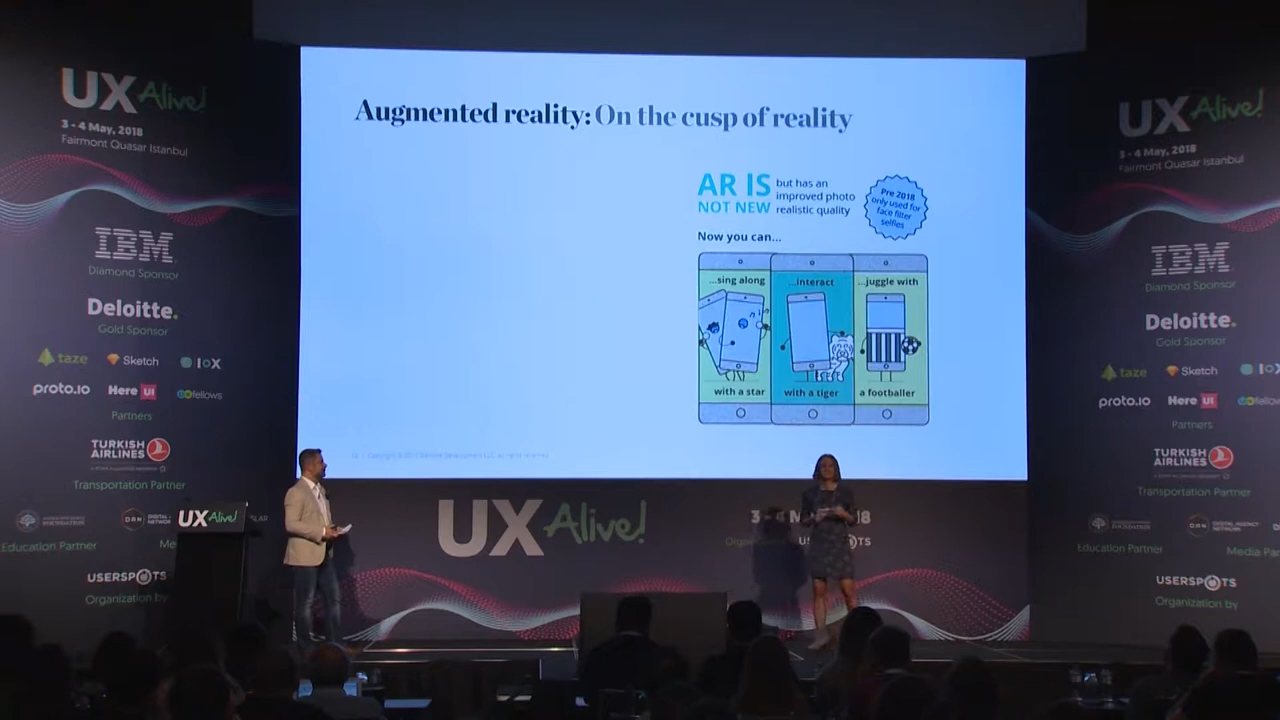 UX Alive!
3 - 4 May, 2018
Fairmont Quasar Istanbul
IBM
Diamond Sponsor
Deloitte.
Gold Sponsor
taze Sketch
proto.io Here UI fellows
Partners
TURKISH
AIRLINES
Transportation Partner
Education Partner Me
USERSPOTS
Organization by
UX Alive!
Augmented reality: On the cusp of reality
AR IS
NOT NEW
but has an
improved photo
realistic quality
Pre 2018
only used for
face filter
selfies
Now you can...
...sing along
with a star
...interact
with a tiger
...juggle with
a footballer
UX Alive!
UX Alive!
3 - 4 May, 2018
Fairmont Quasar Istanbul
IBM
Diamond Sponsor
Deloitte.
Gold Sponsor
taze Sketch
proto.io Here UI
Partners
TURKISH
AIRLINES
Transportation Partner
DIGITAL AGENCY
NETWORK
Education Partner Media Pa
USERSPOTS
Organization by